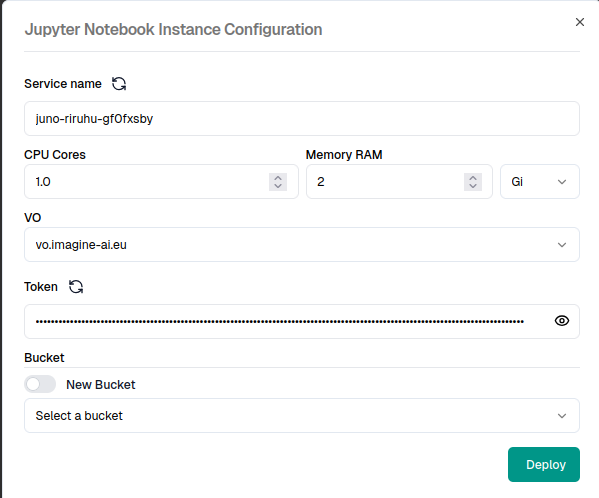 Jupyter Notebook Instance Configuration
Service name
juno-riruhu-gf0fxsby
CPU Cores
Memory RAM
1.0
2
Gi
VO
vo.imagine-ai.eu
Token
Bucket
New Bucket
Select a bucket
Deploy